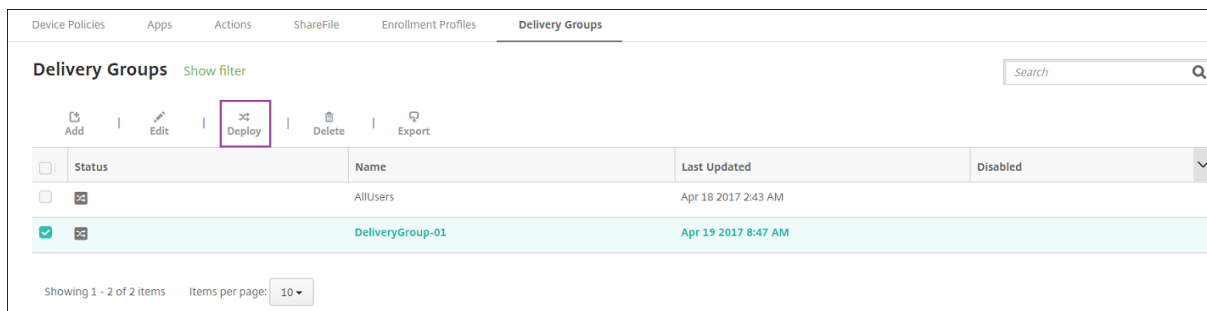 Device Policies Apps Actions ShareFile Enrollment Profiles Delivery Groups
Delivery Groups Show filter Search
Add | Edit | Deploy | Delete | Export
Status Name Last Updated Disabled
AllUsers Apr 18 2017 2:43 AM
DeliveryGroup-01 Apr 19 2017 8:47 AM
Showing 1 - 2 of 2 items Items per page: 10